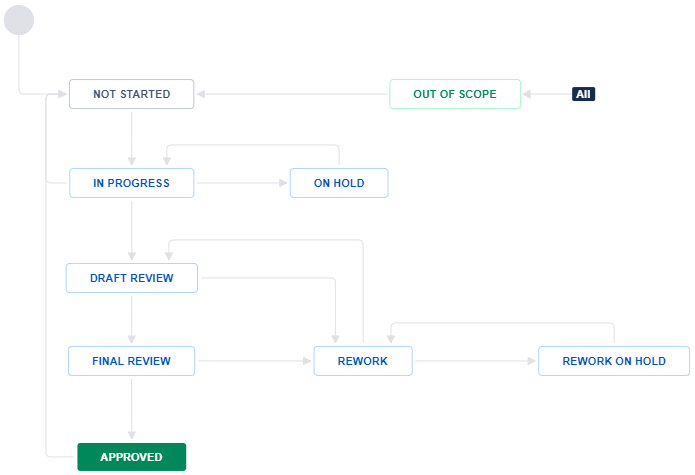 NOT STARTED
OUT OF SCOPE
All
IN PROGRESS
ON HOLD
DRAFT REVIEW
FINAL REVIEW
REWORK
REWORK ON HOLD
APPROVED